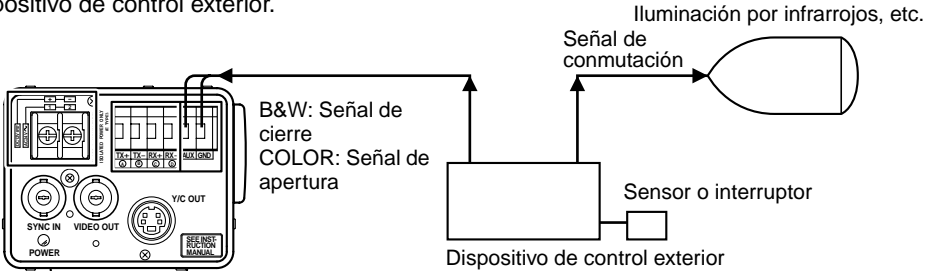 positivo de control exterior.
Iluminación por infrarrojos, etc.
Señal de
conmutación
B&W: Señal de
cierre
COLOR: Señal de
apertura
Sensor o interruptor
Dispositivo de control exterior
TX+ TX- RX+ RX- AUX GND
Y/C OUT
SYNC IN VIDEO OUT
POWER
SEE INST-
RUCTION
MANUAL